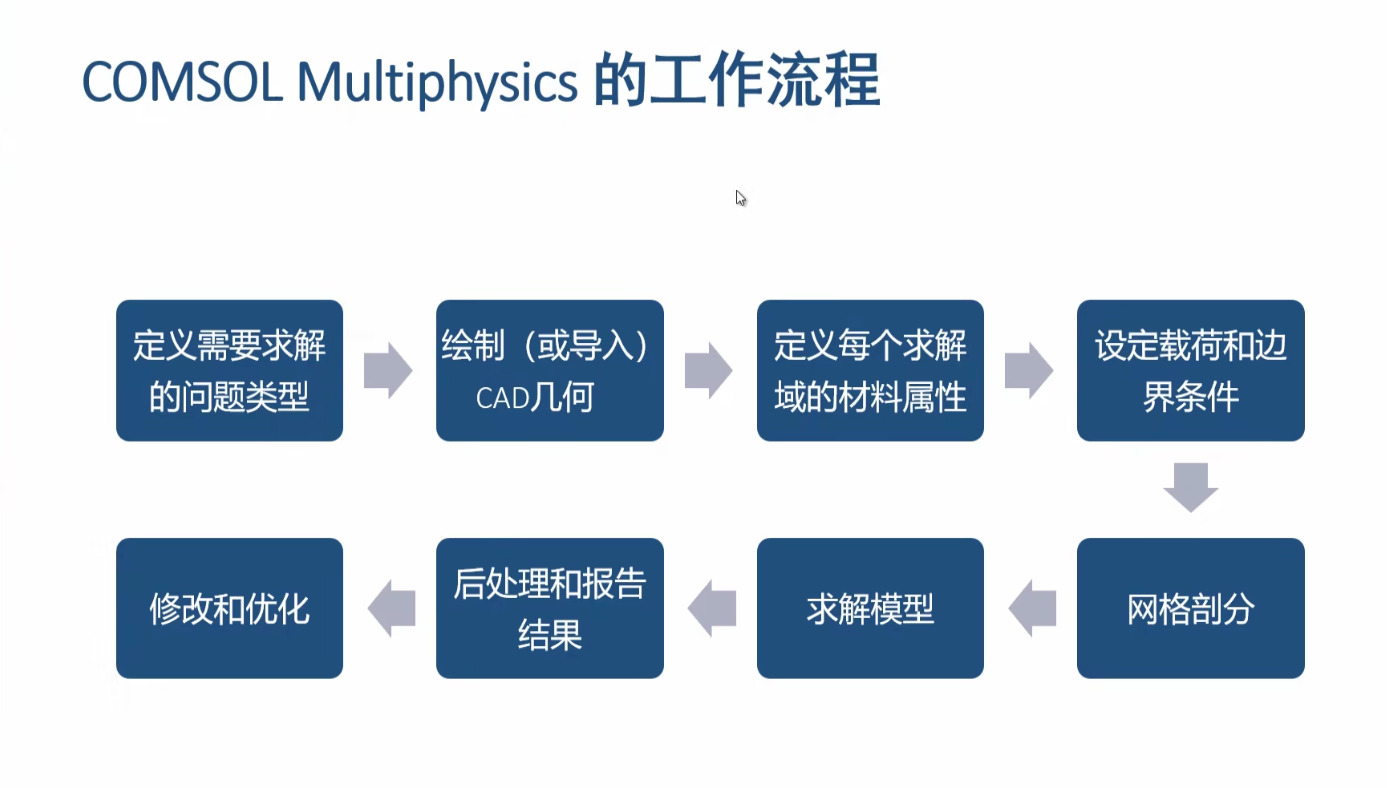 COMSOL Multiphysics 的工作流程
定义需要求解
的问题类型
绘制（或导入）
CAD几何
定义每个求解
域的材料属性
设定载荷和边
界条件
网格剖分
求解模型
后处理和报告
结果
修改和优化